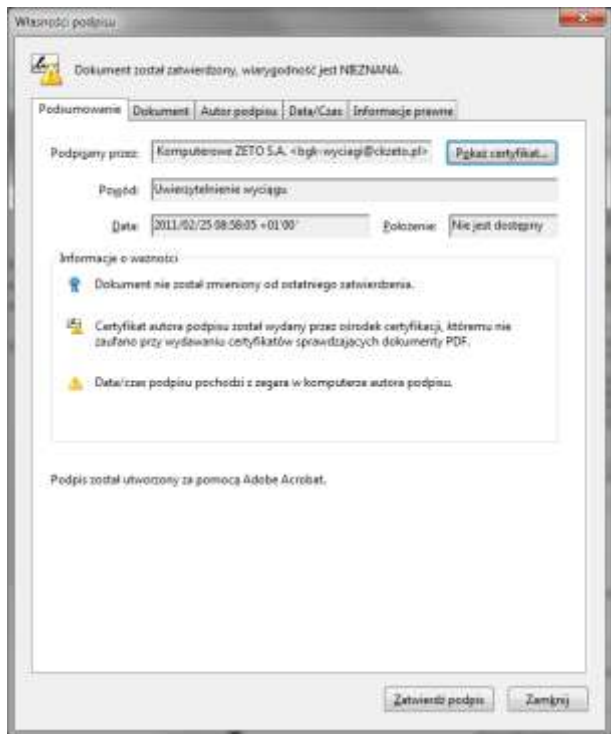 Własności podpisu
Dokument został zatwierdzony, wiarygodność jest NIEZNANA.
Podsumowanie Dokument Autor podpisu Data/Czas Informacje prawne
Podpisany przez: Komputerowe ZETO S.A. <bgk-wyciagi@ckzeto.pl> Pokaż certyfikat...
Powód: Uwierzytelnienie wyciągu
Data: 2011/02/25 08:58:05 +01'00' Położenie: Nie jest dostępny
Informacje o ważności
Dokument nie został zmieniony od ostatniego zatwierdzenia.
Certyfikat autora podpisu został wydany przez ośrodek certyfikacji, któremu nie
zaufano przy wydawaniu certyfikatów sprawdzających dokumenty PDF.
Data/czas podpisu pochodzi z zegara w komputerze autora podpisu.
Podpis został utworzony za pomocą Adobe Acrobat.
Zatwierdź podpis Zamknij